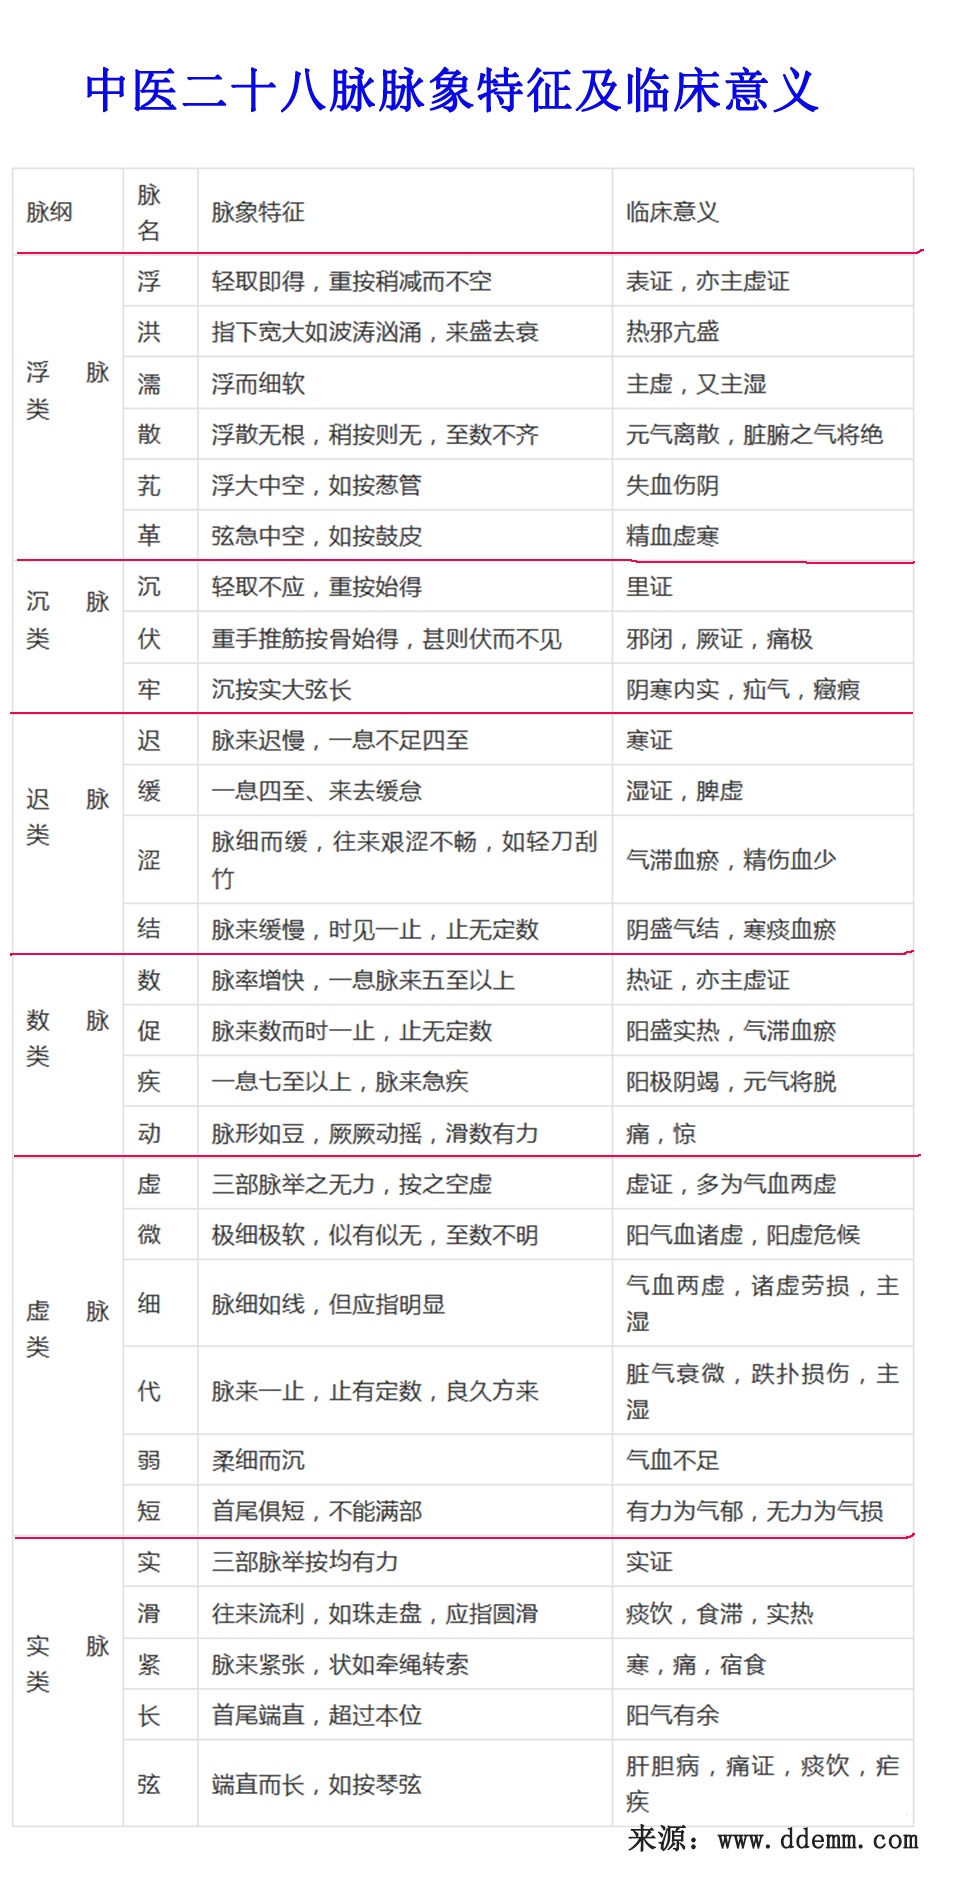 中医二十八脉脉象特征及临床意义
脉纲 脉名 脉象特征 临床意义
浮脉类 浮 轻取即得，重按稍减而不空 表证，亦主虚证
洪 指下宽大如波涛汹涌，来盛去衰 热邪亢盛
濡 浮而细软 主虚，又主湿
散 浮散无根，稍按则无，至数不齐 元气离散，脏腑之气将绝
芤 浮大中空，如按葱管 失血伤阴
革 弦急中空，如按鼓皮 精血虚寒
沉脉类 沉 轻取不应，重按始得 里证
伏 重手推筋按骨始得，甚则伏而不见 邪闭，厥证，痛极
牢 沉按实大弦长 阴寒内实，疝气，癥瘕
迟脉类 迟 脉来迟慢，一息不足四至 寒证
缓 一息四至、来去缓怠 湿证，脾虚
涩 脉细而缓，往来艰涩不畅，如轻刀刮
竹 气滞血瘀，精伤血少
结 脉来缓慢，时见一止，止无定数 阴盛气结，寒痰血瘀
数脉类 数 脉率增快，一息脉来五至以上 热证，亦主虚证
促 脉来数而时一止，止无定数 阳盛实热，气滞血瘀
疾 一息七至以上，脉来急疾 阳极阴竭，元气将脱
动 脉形如豆，厥厥动摇，滑数有力 痛，惊
虚脉类 虚 三部脉举之无力，按之空虚 虚证，多为气血两虚
微 极细极软，似有似无，至数不明 阳气血诸虚，阳虚危候
细 脉细如线，但应指明显 气血两虚，诸虚劳损，主
湿
代 脉来一止，止有定数，良久方来 脏气衰微，跌扑损伤，主
湿
弱 柔细而沉 气血不足
短 首尾俱短，不能满部 有力为气郁，无力为气损
实脉类 实 三部脉举按均有力 实证
滑 往来流利，如珠走盘，应指圆滑 痰饮，食滞，实热
紧 脉来紧张，状如牵绳转索 寒，痛，宿食
长 首尾端直，超过本位 阳气有余
弦 端直而长，如按琴弦 肝胆病，痛证，痰饮，疟
疾
来源：www.ddemm.com